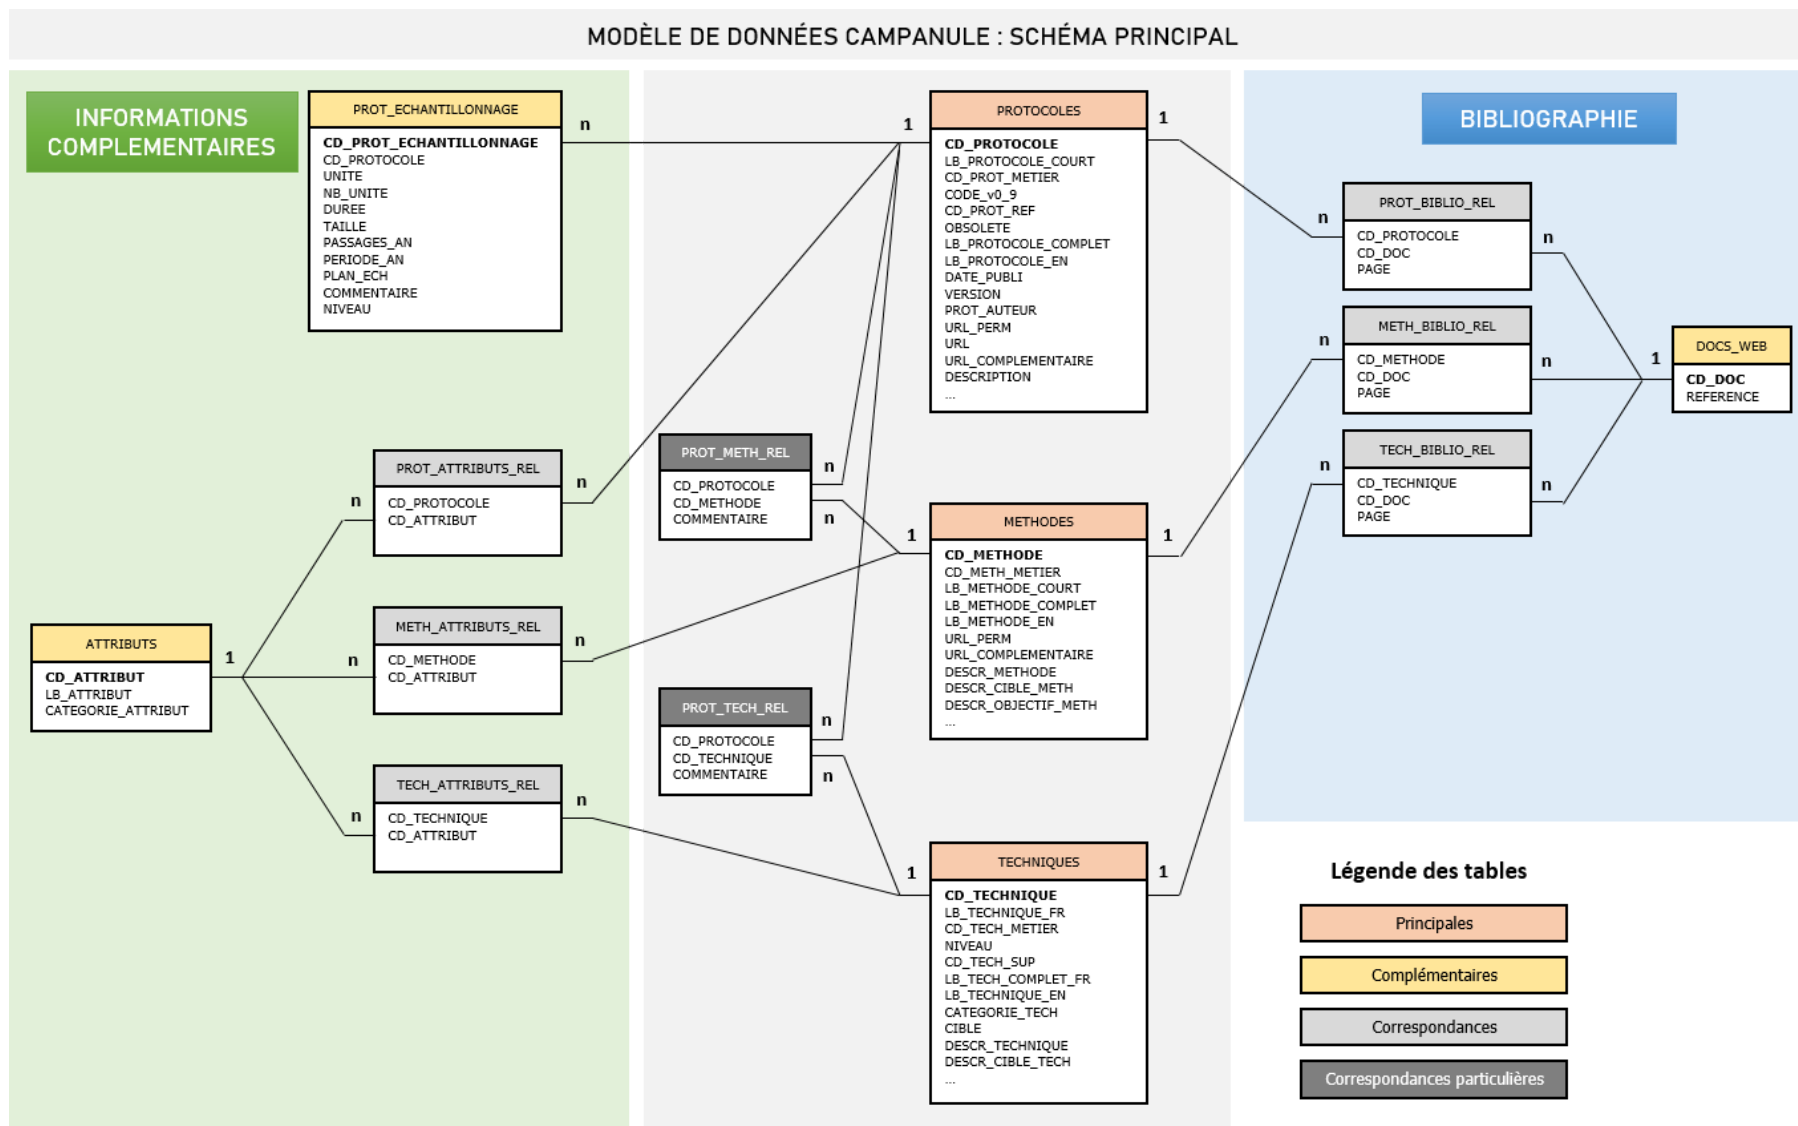 MODÈLE DE DONNÉES CAMPANULE : SCHÉMA PRINCIPAL
INFORMATIONS
COMPLEMENTAIRES
PROT_ECHANTILLONNAGE
CD_PROT_ECHANTILLONNAGE
CD_PROTOCOLE
UNITE
NB_UNITE
DUREE
TAILLE
PASSAGES_AN
PERIODE_AN
PLAN_ECH
COMMENTAIRE
NIVEAU
n
1
PROT_ATTRIBUTS_REL
CD_PROTOCOLE
CD_ATTRIBUT
n
n
METH_ATTRIBUTS_REL
CD_METHODE
CD_ATTRIBUT
n
n
TECH_ATTRIBUTS_REL
CD_TECHNIQUE
CD_ATTRIBUT
n
n
ATTRIBUTS
CD_ATTRIBUT
LB_ATTRIBUT
CATEGORIE_ATTRIBUT
1
PROTOCOLES
CD_PROTOCOLE
LB_PROTOCOLE_COURT
CD_PROT_METIER
CODE_v0_9
CD_PROT_REF
OBSOLETE
LB_PROTOCOLE_COMPLET
LB_PROTOCOLE_EN
DATE_PUBLI
VERSION
PROT_AUTEUR
URL_PERM
URL
URL_COMPLEMENTAIRE
DESCRIPTION
...
1
PROT_METH_REL
CD_PROTOCOLE
CD_METHODE
COMMENTAIRE
n
n
METHODES
CD_METHODE
CD_METH_METIER
LB_METHODE_COURT
LB_METHODE_COMPLET
LB_METHODE_EN
URL_PERM
URL_COMPLEMENTAIRE
DESCR_METHODE
DESCR_CIBLE_METH
DESCR_OBJECTIF_METH
...
1
1
PROT_TECH_REL
CD_PROTOCOLE
CD_TECHNIQUE
COMMENTAIRE
n
n
TECHNIQUES
CD_TECHNIQUE
LB_TECHNIQUE_FR
CD_TECH_METIER
NIVEAU
CD_TECH_SUP
LB_TECH_COMPLET_FR
LB_TECHNIQUE_EN
CATEGORIE_TECH
CIBLE
DESCR_TECHNIQUE
DESCR_CIBLE_TECH
...
1
1
BIBLIOGRAPHIE
PROT_BIBLIO_REL
CD_PROTOCOLE
CD_DOC
PAGE
n
n
METH_BIBLIO_REL
CD_METHODE
CD_DOC
PAGE
n
n
TECH_BIBLIO_REL
CD_TECHNIQUE
CD_DOC
PAGE
n
n
DOCS_WEB
CD_DOC
REFERENCE
1
Légende des tables
Principales
Complémentaires
Correspondances
Correspondances particulières